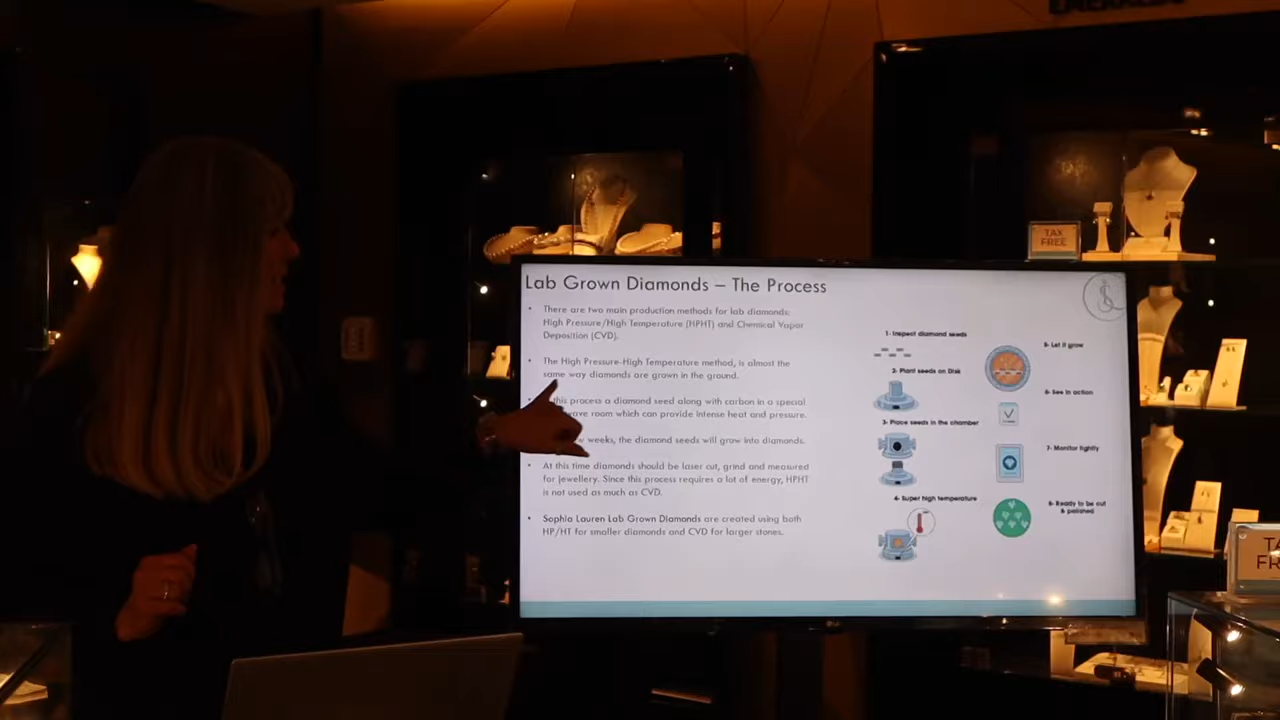 TAX
FREE
Lab Grown Diamonds – The Process
• There are two main production methods for lab diamonds:
High Pressure/High Temperature (HPHT) and Chemical Vapor
Deposition (CVD).
• The High Pressure-High Temperature method, is almost the
same way diamonds are grown in the ground.
this process a diamond seed along with carbon in a special
room which can provide intense heat and pressure.
weeks, the diamond seeds will grow into diamonds.
• At this time diamonds should be laser cut, grind and measured
for jewellery. Since this process requires a lot of energy, HPHT
is not used as much as CVD.
• Sophia Lauren Lab Grown Diamonds are created using both
HP/HT for smaller diamonds and CVD for larger stones.
1- Inspect diamond seeds
2- Plant seeds on Disk
3- Place seeds in the chamber
4- Super high temperature
Let it grow
See in action
7- Monitor tightly
Ready to be cut
& polished